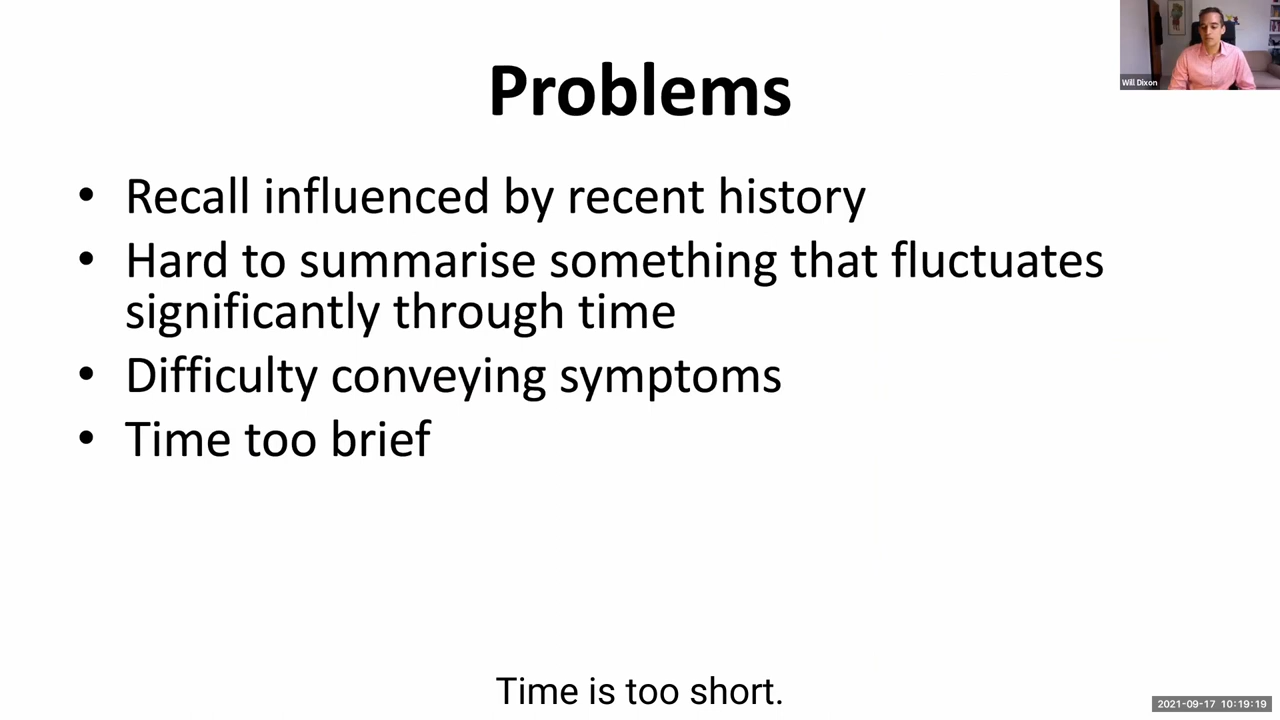 Problems
Will Dixon
• Recall influenced by recent history
• Hard to summarise something that fluctuates
significantly through time
• Difficulty conveying symptoms
• Time too brief
Time is too short.
2021-09-17 10:19:19